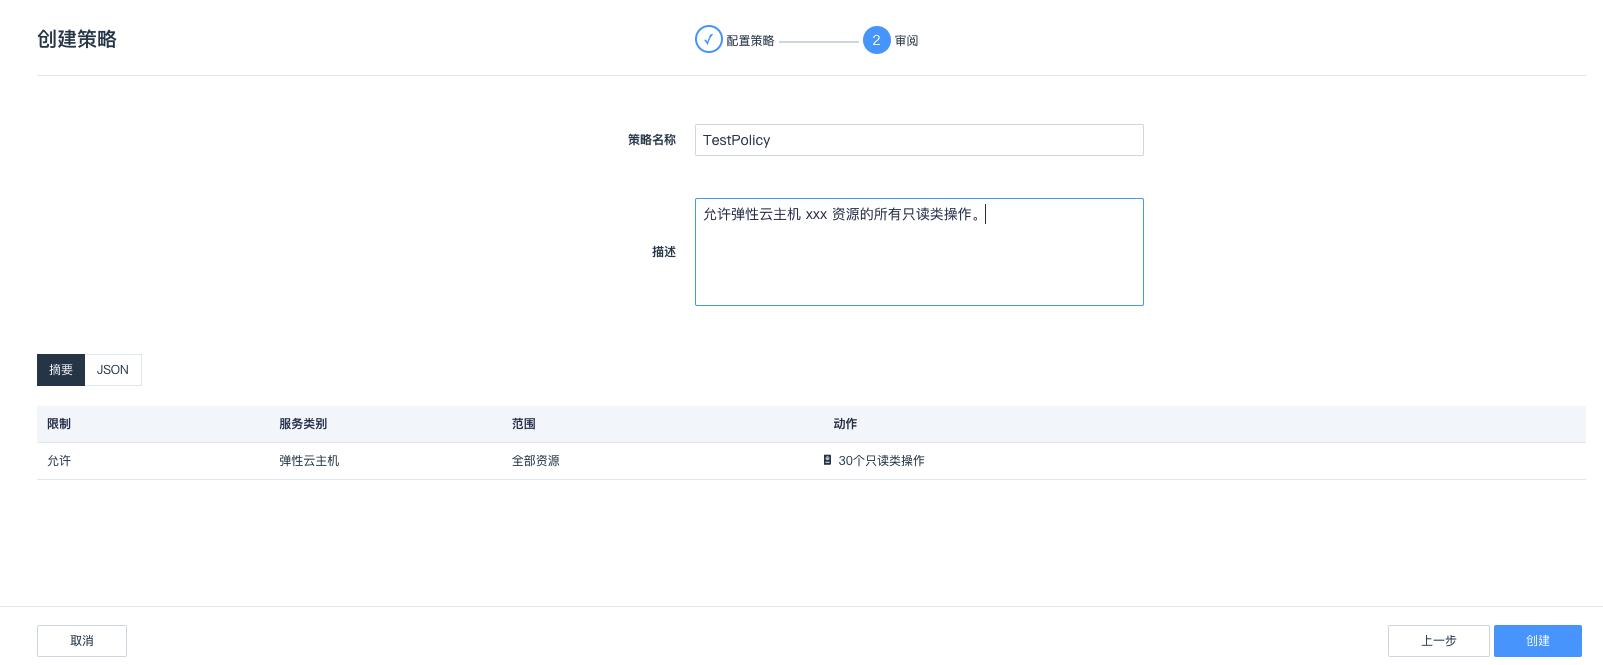 创建策略
✓ 配置策略 2 审阅
策略名称 TestPolicy
描述 允许弹性云主机 xxx 资源的所有只读类操作。
摘要 JSON
限制 服务类别 范围 动作
允许 弹性云主机 全部资源 30个只读类操作
取消 上一步 创建